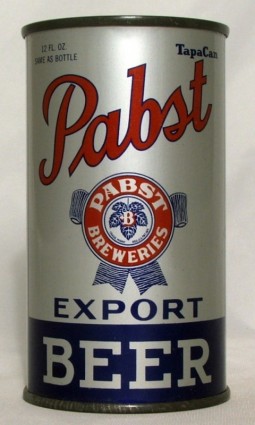 12 FL. OZ.
SAME AS BOTTLE
TapaCan
Pabst
PABST
B
BREWERIES
EXPORT
BEER